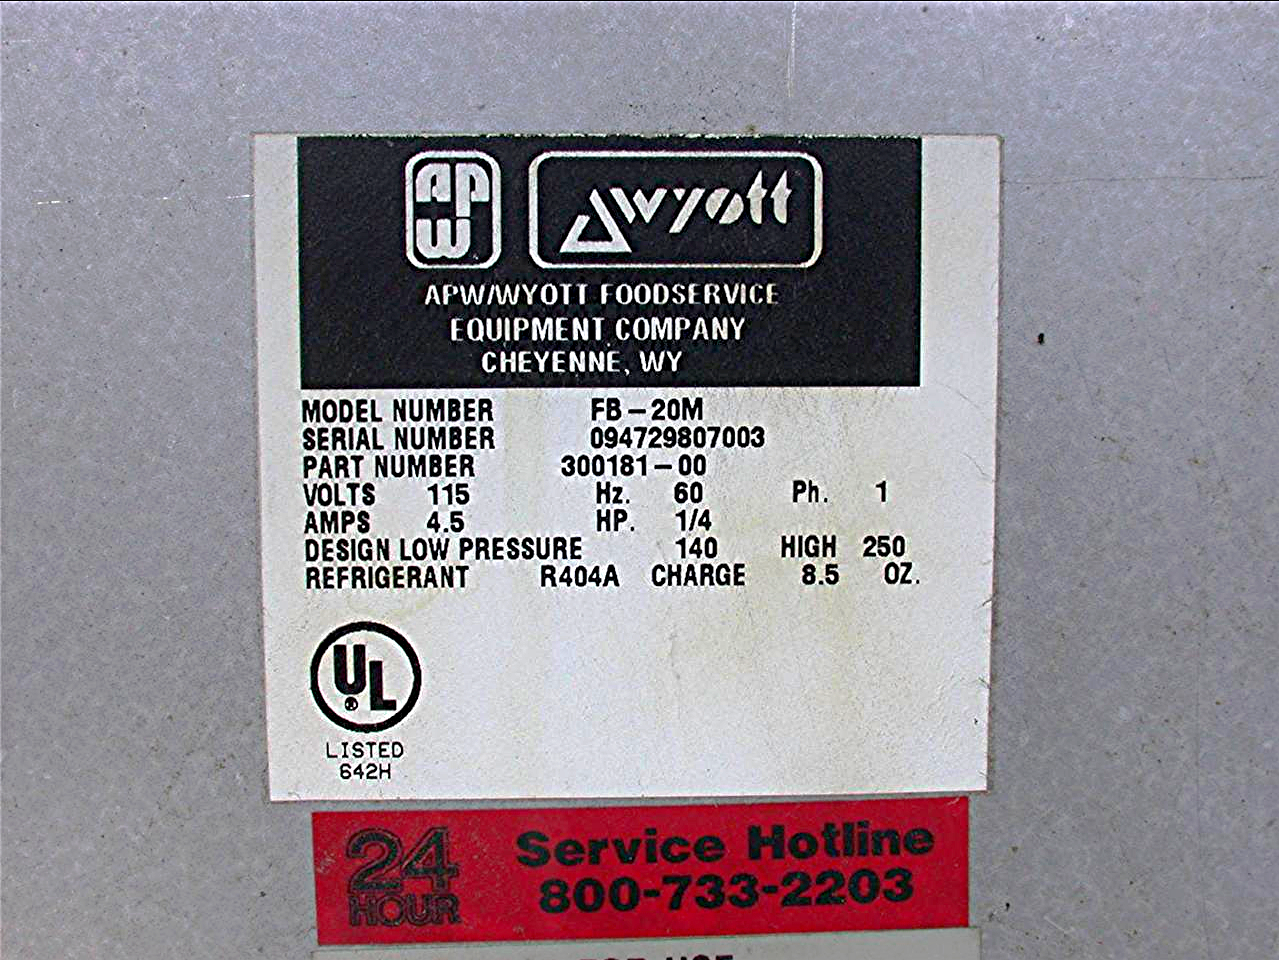 APW
Wyott
APW/WYOTT FOODSERVICE
EQUIPMENT COMPANY
CHEYENNE, WY
MODEL NUMBER FB-20M
SERIAL NUMBER 094729807003
PART NUMBER 300181-00
VOLTS 115 Hz. 60 Ph. 1
AMPS 4.5 HP. 1/4
DESIGN LOW PRESSURE 140 HIGH 250
REFRIGERANT R404A CHARGE 8.5 OZ.
UL
®
LISTED
642H
24 HOUR
Service Hotline
800-733-2203
FOR USE